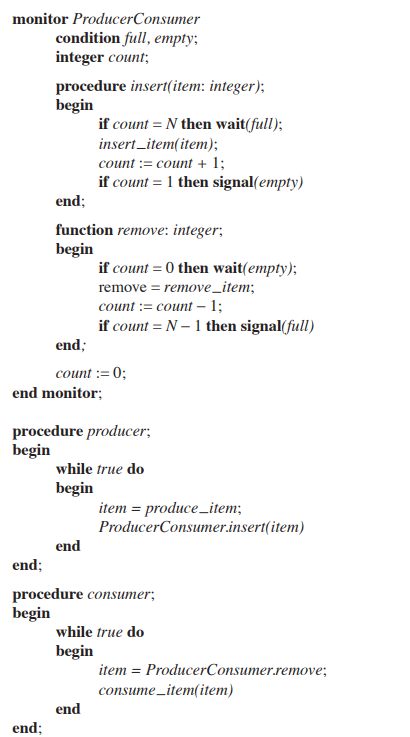 monitor ProducerConsumer
condition full, empty;
integer count;
procedure insert(item: integer);
begin
if count = N then wait(full);
insert_item(item);
count := count + 1;
if count = 1 then signal(empty)
end;
function remove: integer;
begin
if count = 0 then wait(empty);
remove = remove_item;
count := count – 1;
if count = N – 1 then signal(full)
end;
count := 0;
end monitor;
procedure producer;
begin
while true do
begin
item = produce_item;
ProducerConsumer.insert(item)
end
end;
procedure consumer;
begin
while true do
begin
item = ProducerConsumer.remove;
consume_item(item)
end
end;